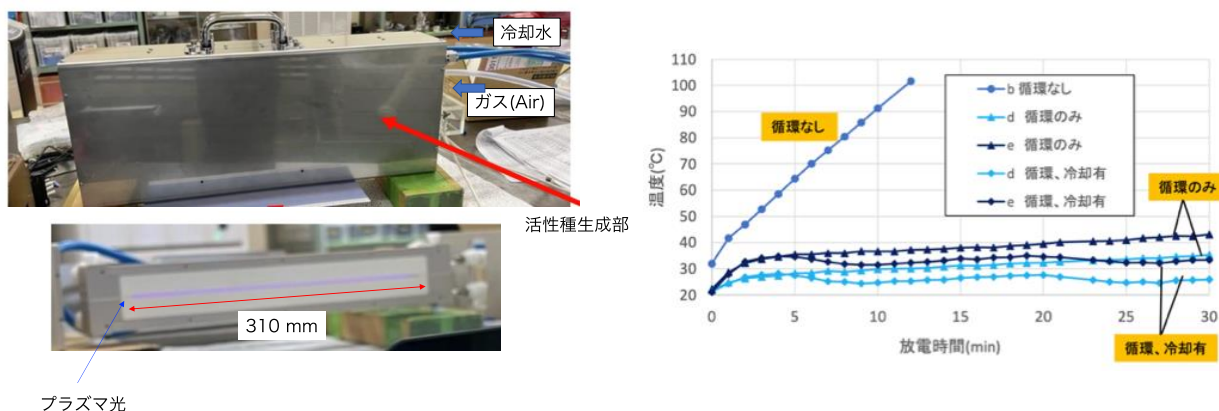 冷却水
ガス(Air)
活性種生成部
310 mm
プラズマ光
110
100
90
80
70
60
50
40
30
20
温度(℃)
0
5
10
15
20
25
30
放電時間(min)
b 循環なし
d 循環のみ
e 循環のみ
d 循環、冷却有
e 循環、冷却有
循環なし
循環のみ
循環、冷却有